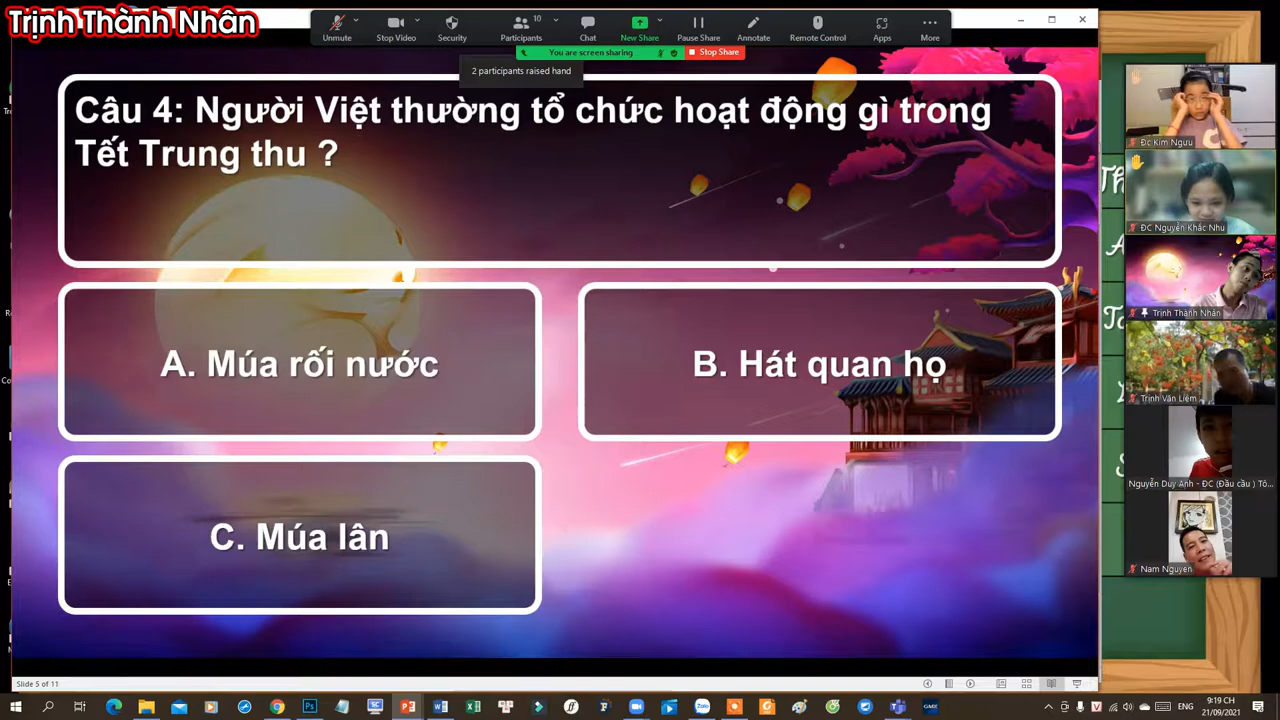 Trịnh Thành Nhân
Unmute
Stop Video
Security
Participants
10
Chat
New Share
Pause Share
Annotate
Remote Control
Apps
More
You are screen sharing
Stop Share
2 participants raised hand
Câu 4: Người Việt thường tổ chức hoạt động gì trong
Tết Trung thu ?
A. Múa rối nước
B. Hát quan họ
C. Múa lân
Đc Kim Ngưu
ĐC Nguyễn Khắc Nhu
Trịnh Thành Nhân
Trịnh Văn Liêm
Nguyễn Duy Anh - ĐC (Đầu cầu ) Tô...
Nam Nguyen
Slide 5 of 11
ENG
9:19 CH
21/09/2021